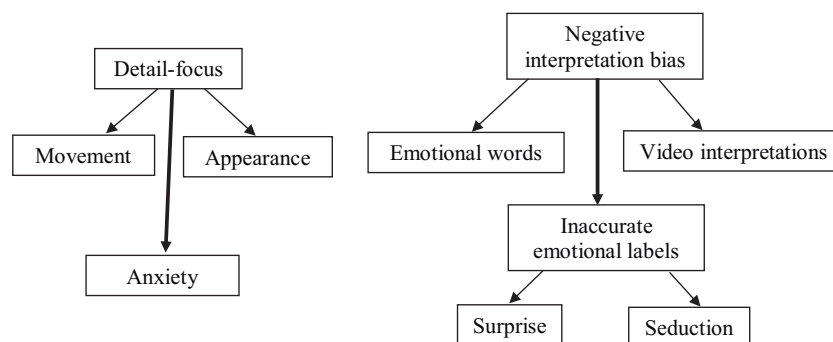 Detail-focus
Movement
Appearance
Anxiety
Negative
interpretation bias
Emotional words
Video interpretations
Inaccurate
emotional labels
Surprise
Seduction